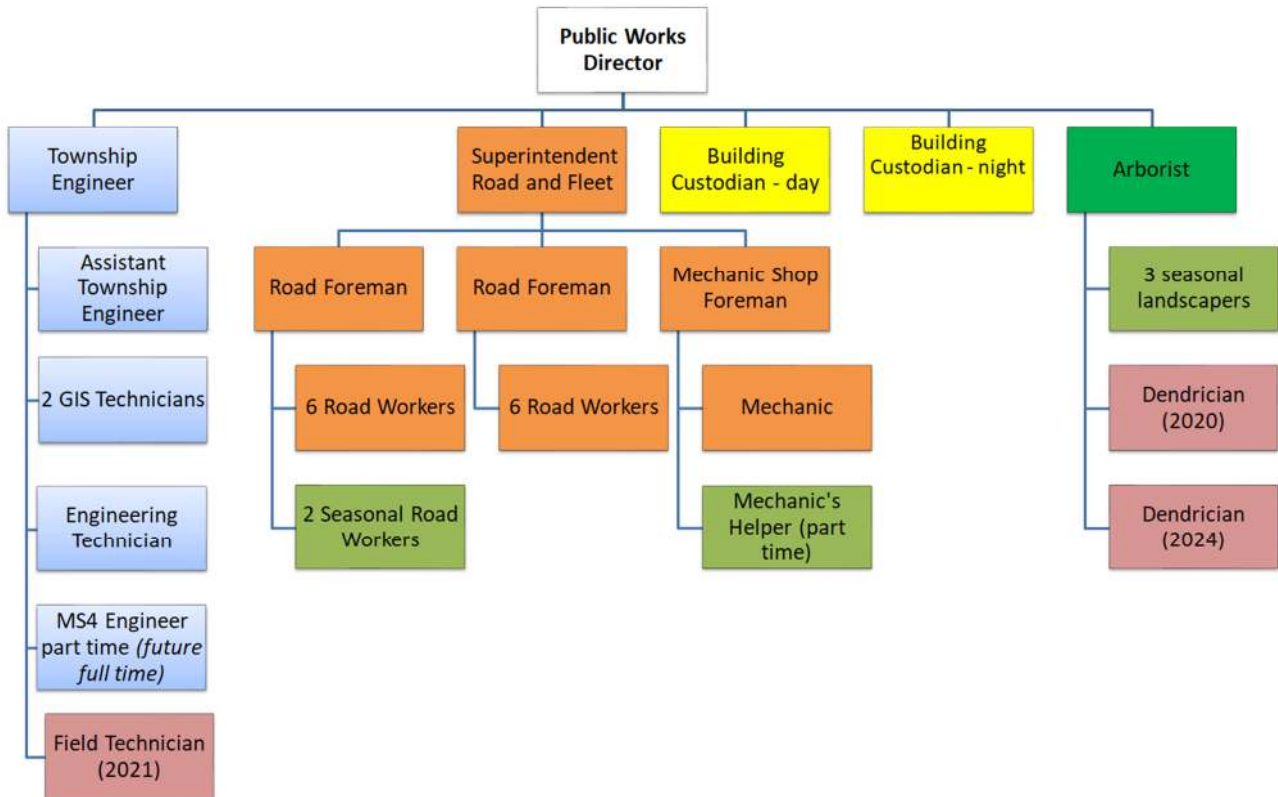 Public Works
Director
Township
Engineer
Superintendent
Road and Fleet
Building
Custodian - day
Building
Custodian - night
Arborist
Assistant
Township
Engineer
Road Foreman
Road Foreman
Mechanic Shop
Foreman
3 seasonal
landscapers
2 GIS Technicians
6 Road Workers
6 Road Workers
Mechanic
Dendrician
(2020)
Engineering
Technician
2 Seasonal Road
Workers
Mechanic's
Helper (part
time)
Dendrician
(2024)
MS4 Engineer
part time (future
full time)
Field Technician
(2021)